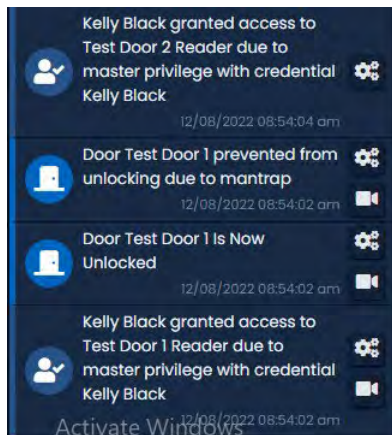 Kelly Black granted access to
Test Door 2 Reader due to
master privilege with credential
Kelly Black
12/08/2022 08:54:04 am
Door Test Door 1 prevented from
unlocking due to mantrap
12/08/2022 08:54:02 am
Door Test Door 1 Is Now
Unlocked
12/08/2022 08:54:02 am
Kelly Black granted access to
Test Door 1 Reader due to
master privilege with credential
Kelly Black
12/08/2022 08:54:02 am
Activate Windows